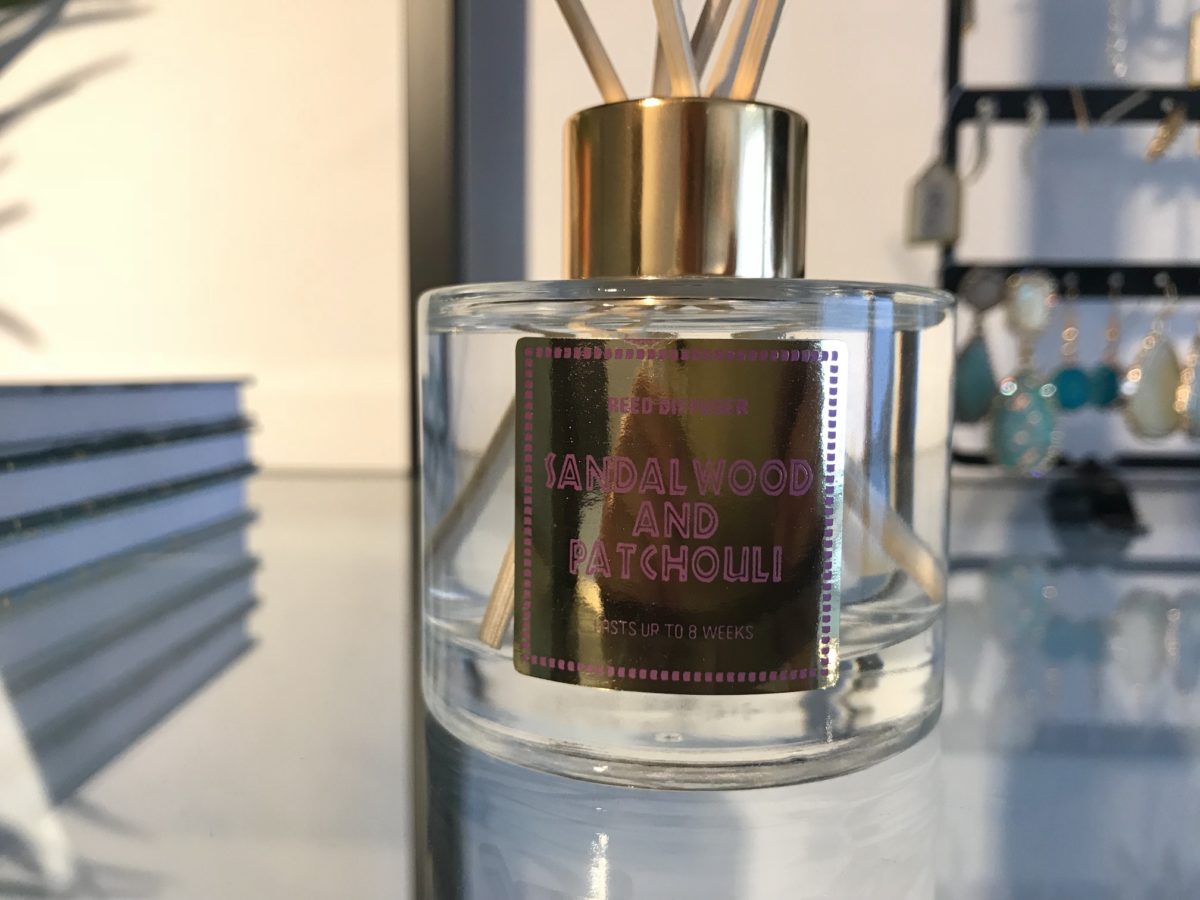 REED DIFFUSER
SANDALWOOD
AND
PATCHOULI
LASTS UP TO 8 WEEKS